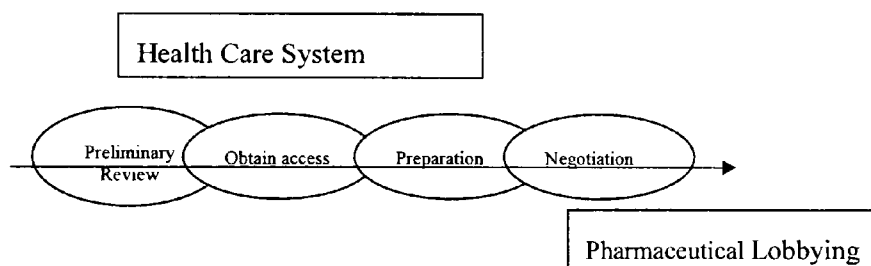 Health Care System
Preliminary
Review
Obtain access
Preparation
Negotiation
Pharmaceutical Lobbying